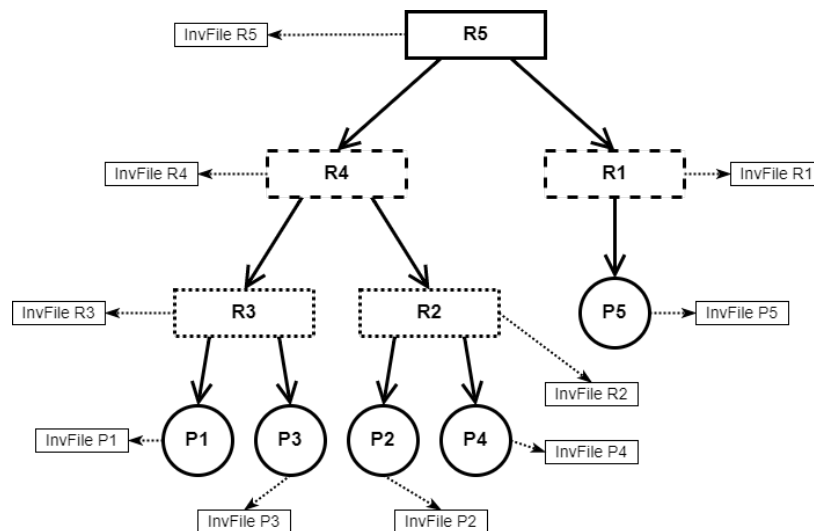 InvFile R5
R5
InvFile R4
R4
R1
InvFile R1
InvFile R3
R3
R2
P5
InvFile P5
InvFile R2
InvFile P1
P1
P3
P2
P4
InvFile P4
InvFile P3
InvFile P2